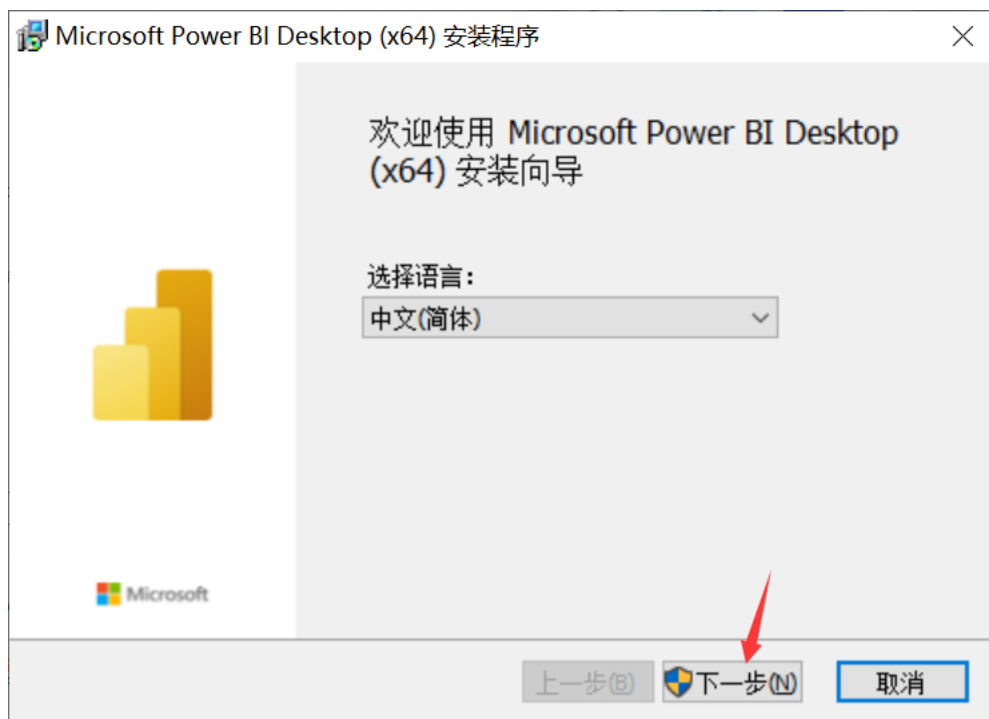 Microsoft Power BI Desktop (x64) 安装程序
欢迎使用 Microsoft Power BI Desktop
(x64) 安装向导
选择语言：
中文(简体)
Microsoft
上一步(B)
下一步(N)
取消